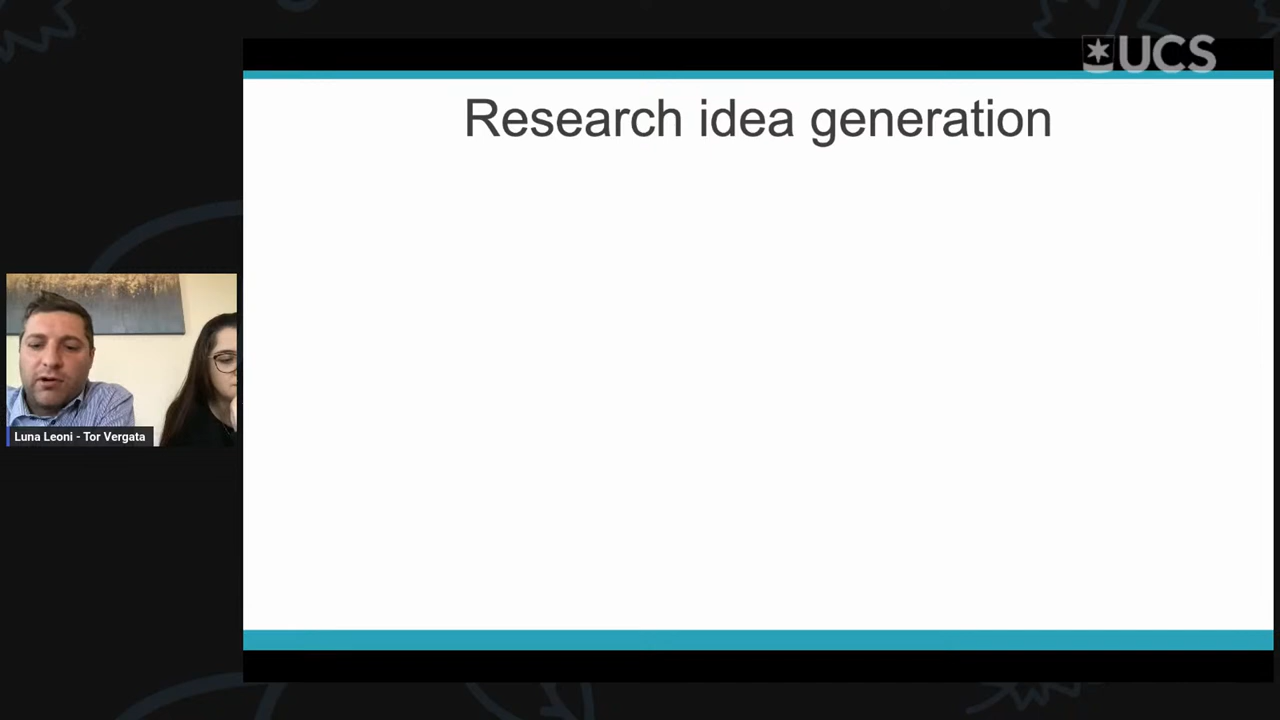 UCS
Research idea generation
Luna Leoni - Tor Vergata